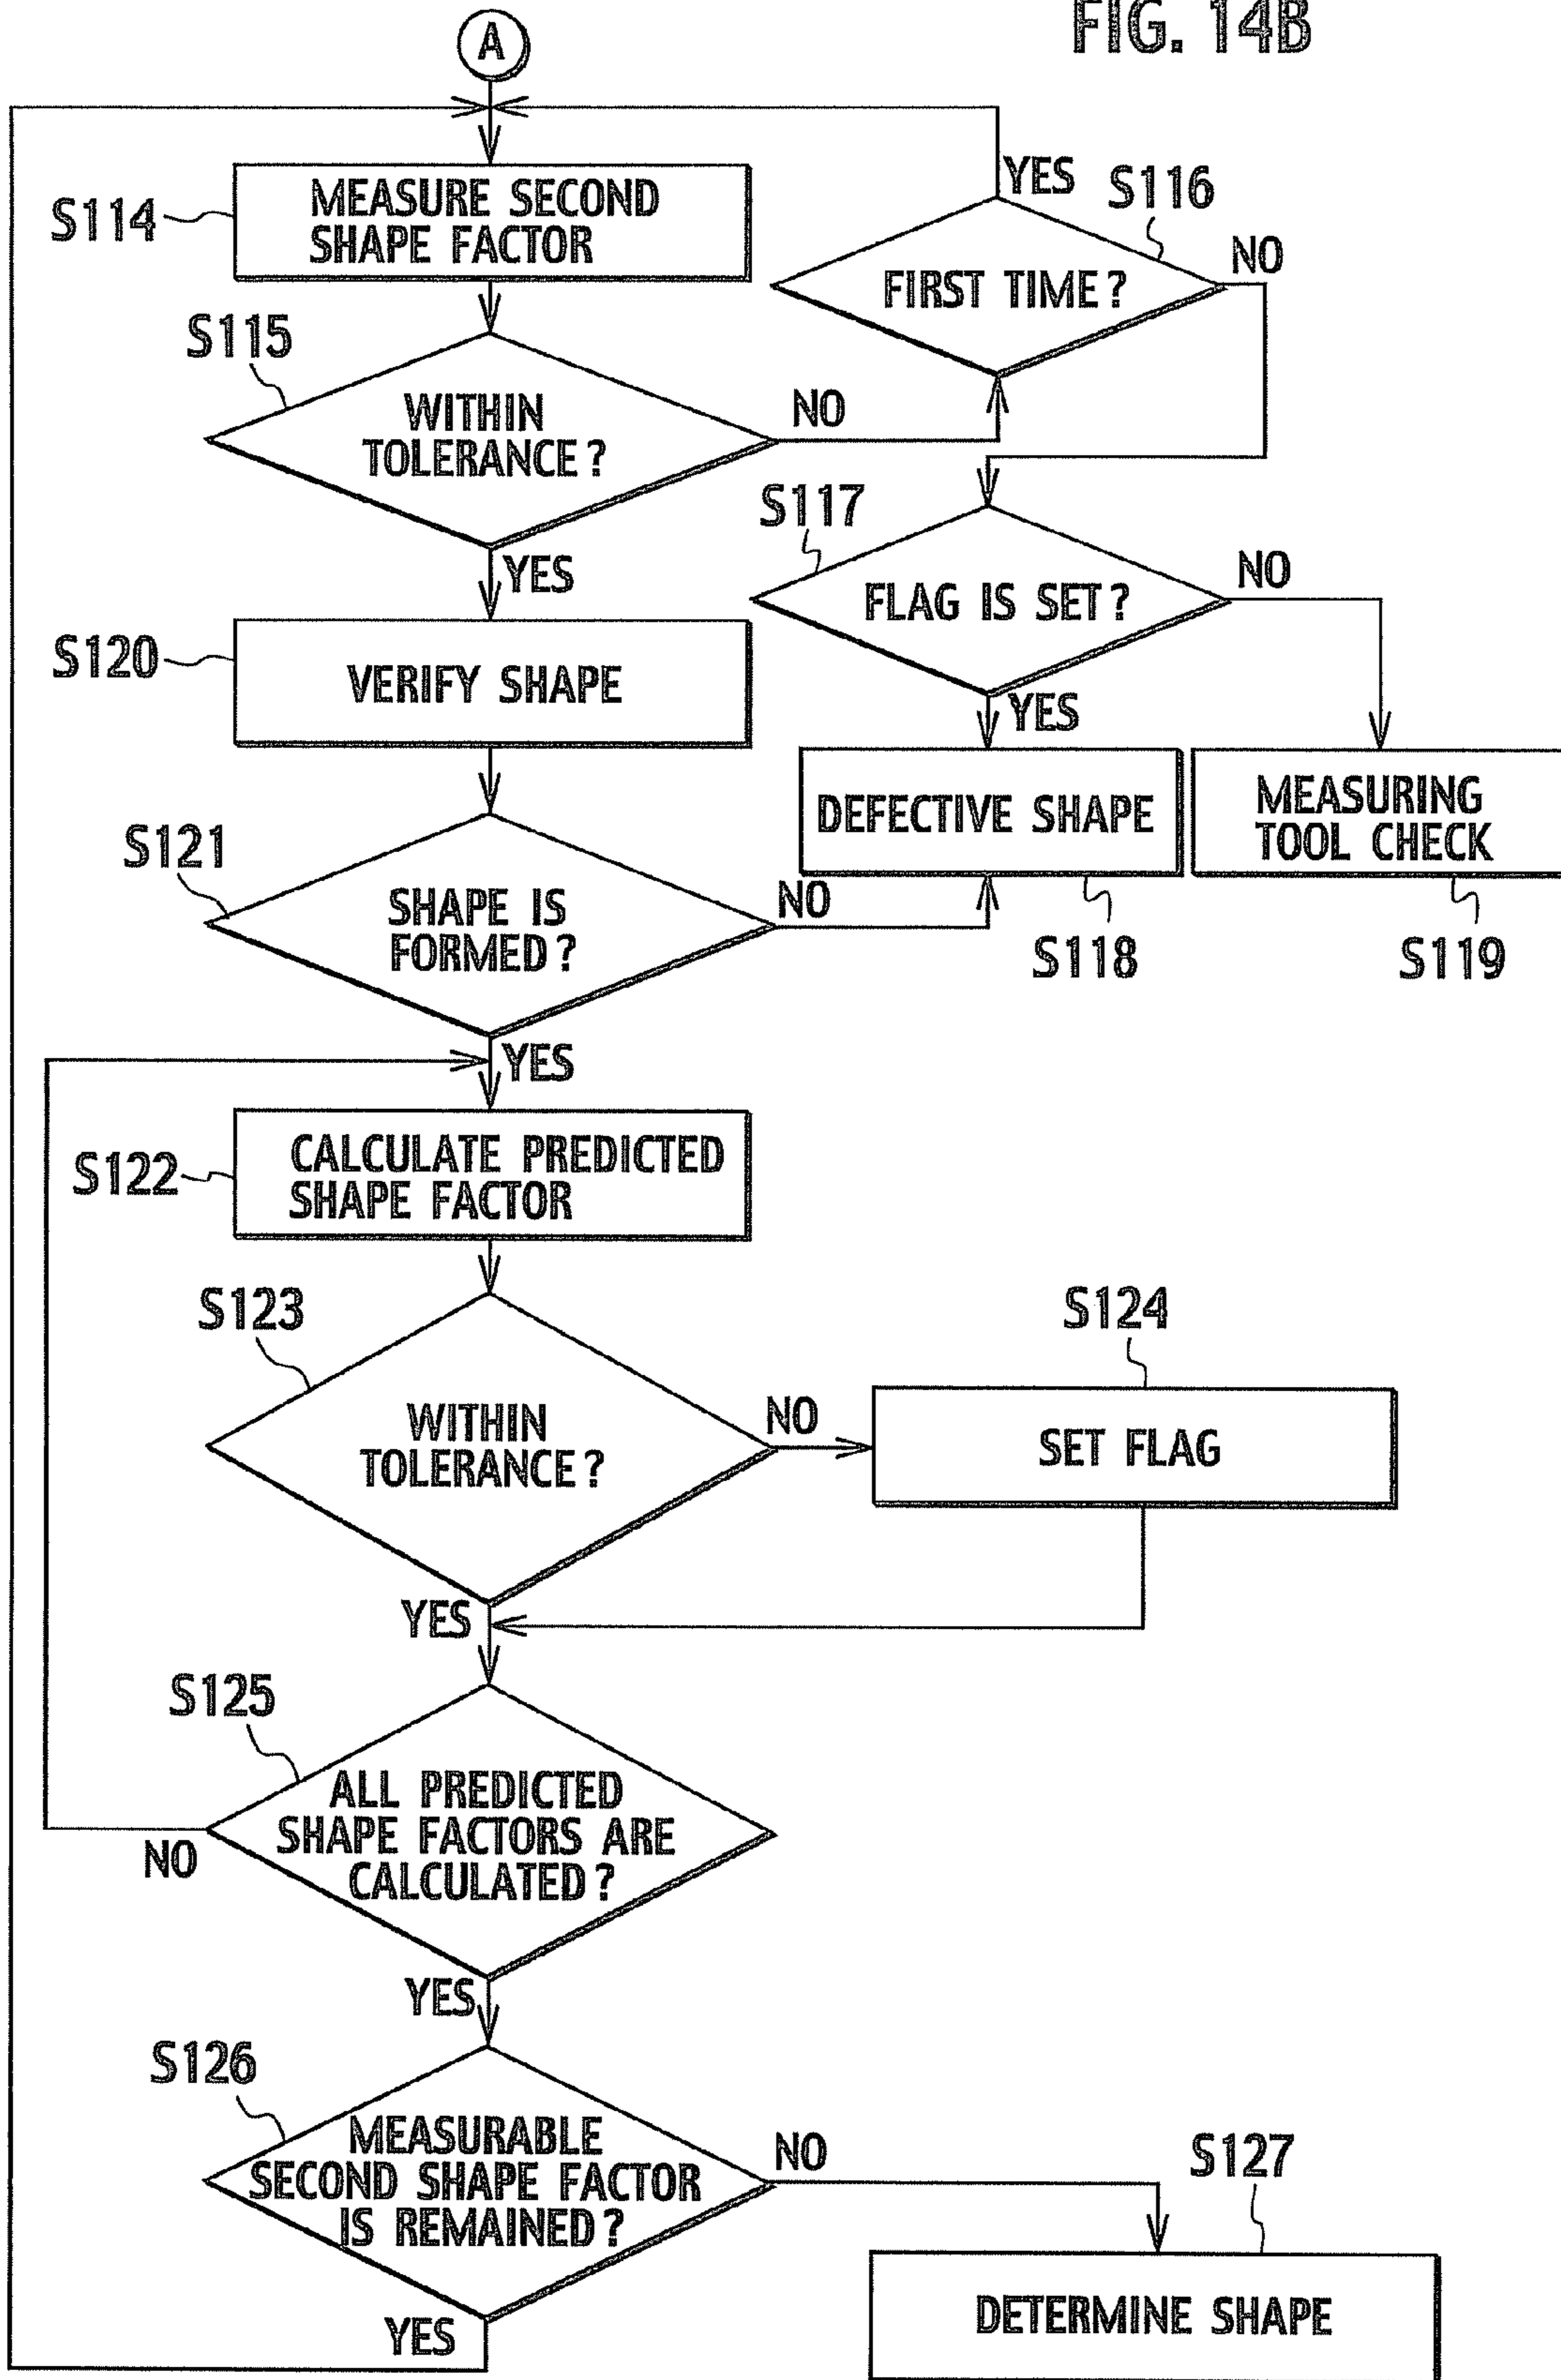 FIG. 14B
A
S114
MEASURE SECOND
SHAPE FACTOR
YES
S116
FIRST TIME?
NO
S115
WITHIN
TOLERANCE?
NO
YES
S117
FLAG IS SET?
NO
YES
S120
VERIFY SHAPE
DEFECTIVE SHAPE
S118
MEASURING
TOOL CHECK
S119
S121
SHAPE IS
FORMED?
NO
YES
S122
CALCULATE PREDICTED
SHAPE FACTOR
S123
WITHIN
TOLERANCE?
NO
S124
SET FLAG
YES
S125
ALL PREDICTED
SHAPE FACTORS ARE
CALCULATED?
NO
YES
S126
MEASURABLE
SECOND SHAPE FACTOR
IS REMAINED?
NO
S127
DETERMINE SHAPE
YES